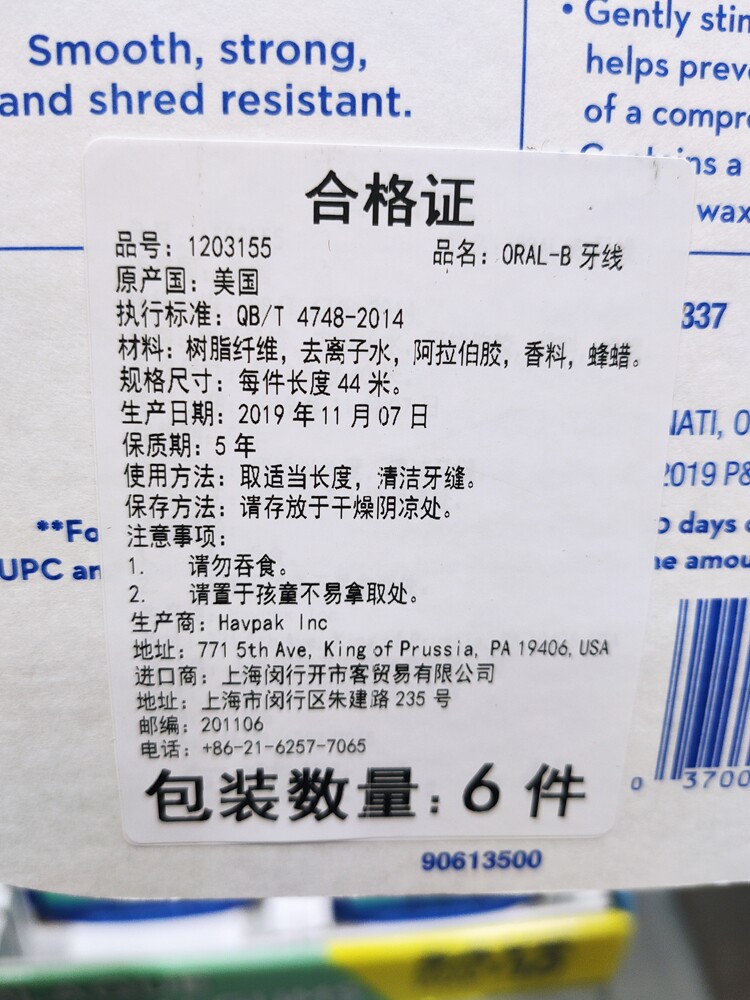 Smooth, strong,
and shred resistant.
• Gently
helps
of a
a
wax
合格证
品号：1203155 品名：ORAL-B 牙线
原产国：美国
执行标准：QB/T 4748-2014
材料：树脂纤维，去离子水，阿拉伯胶，香料，蜂蜡。
规格尺寸：每件长度 44 米。
生产日期：2019 年 11 月 07 日
保质期：5 年
使用方法：取适当长度，清洁牙缝。
保存方法：请存放于干燥阴凉处。
注意事项：
1. 请勿吞食。
2. 请置于孩童不易拿取处。
生产商：Havpak Inc
地址：771 5th Ave, King of Prussia, PA 19406, USA
进口商：上海闵行开市客贸易有限公司
地址：上海市闵行区朱建路 235 号
邮编：201106
电话：+86-21-6257-7065
包装数量：6 件
337
2019 P&
days
UPC
0 3700
90613500